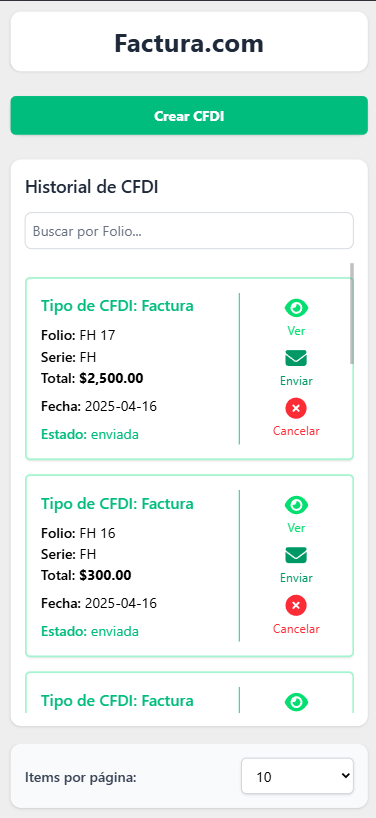 Factura.com
Crear CFDI
Historial de CFDI
Buscar por Folio...
Tipo de CFDI: Factura
Folio: FH 17
Serie: FH
Total: $2,500.00
Fecha: 2025-04-16
Estado: enviada
Ver
Enviar
Cancelar
Tipo de CFDI: Factura
Folio: FH 16
Serie: FH
Total: $300.00
Fecha: 2025-04-16
Estado: enviada
Ver
Enviar
Cancelar
Tipo de CFDI: Factura
Items por página:
10